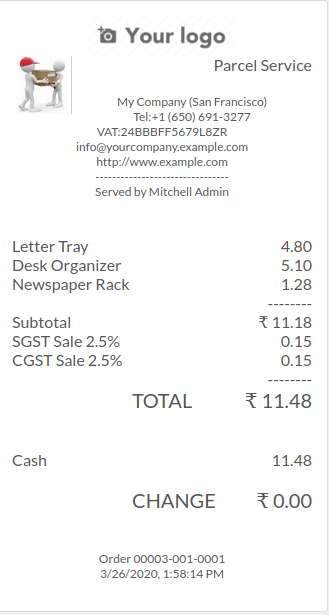 Your logo
Parcel Service
My Company (San Francisco)
Tel:+1 (650) 691-3277
VAT:24BBBFF5679L8ZR
info@yourcompany.example.com
http://www.example.com
--------------------------------
Served by Mitchell Admin
Letter Tray 4.80
Desk Organizer 5.10
Newspaper Rack 1.28
--------
Subtotal ₹ 11.18
SGST Sale 2.5% 0.15
CGST Sale 2.5% 0.15
--------
TOTAL ₹ 11.48
Cash 11.48
CHANGE ₹ 0.00
Order 00003-001-0001
3/26/2020, 1:58:14 PM